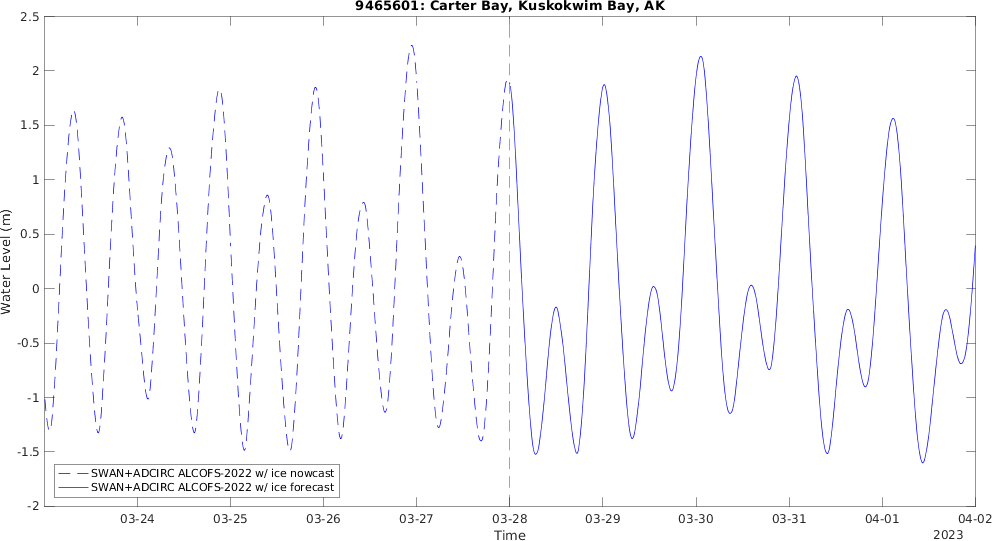 9465601: Carter Bay, Kuskokwim Bay, AK
2.5
2
1.5
1
0.5
0
-0.5
-1
-1.5
-2
Water Level (m)
SWAN+ADCIRC ALCOFS-2022 w/ ice nowcast
SWAN+ADCIRC ALCOFS-2022 w/ ice forecast
03-24 03-25 03-26 03-27 03-28 03-29 03-30 03-31 04-01 04-02
Time
2023